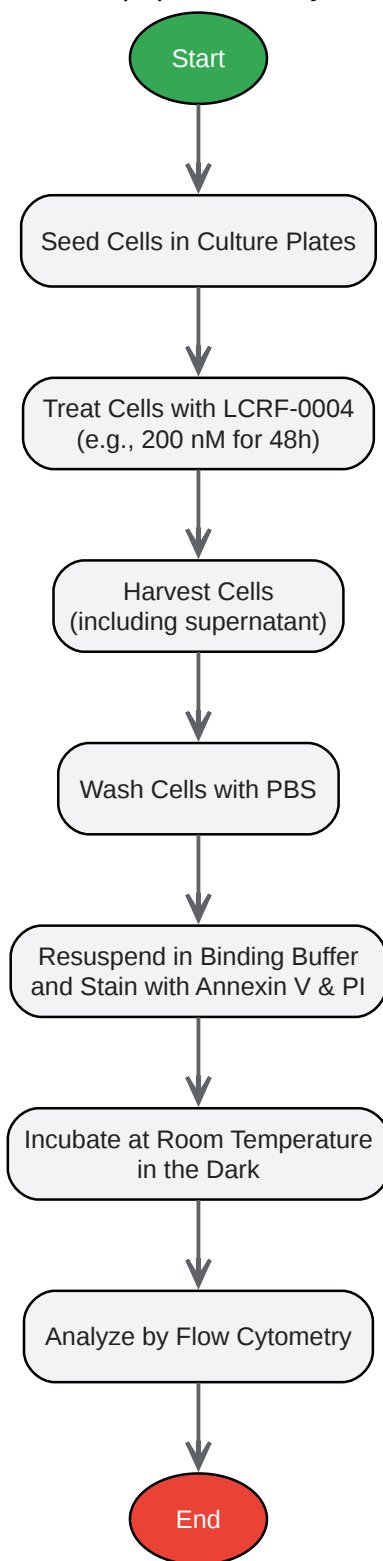 Start
Seed Cells in Culture Plates
Treat Cells with LCRF-0004
(e.g., 200 nM for 48h)
Harvest Cells
(including supernatant)
Wash Cells with PBS
Resuspend in Binding Buffer
and Stain with Annexin V & PI
Incubate at Room Temperature
in the Dark
Analyze by Flow Cytometry
End